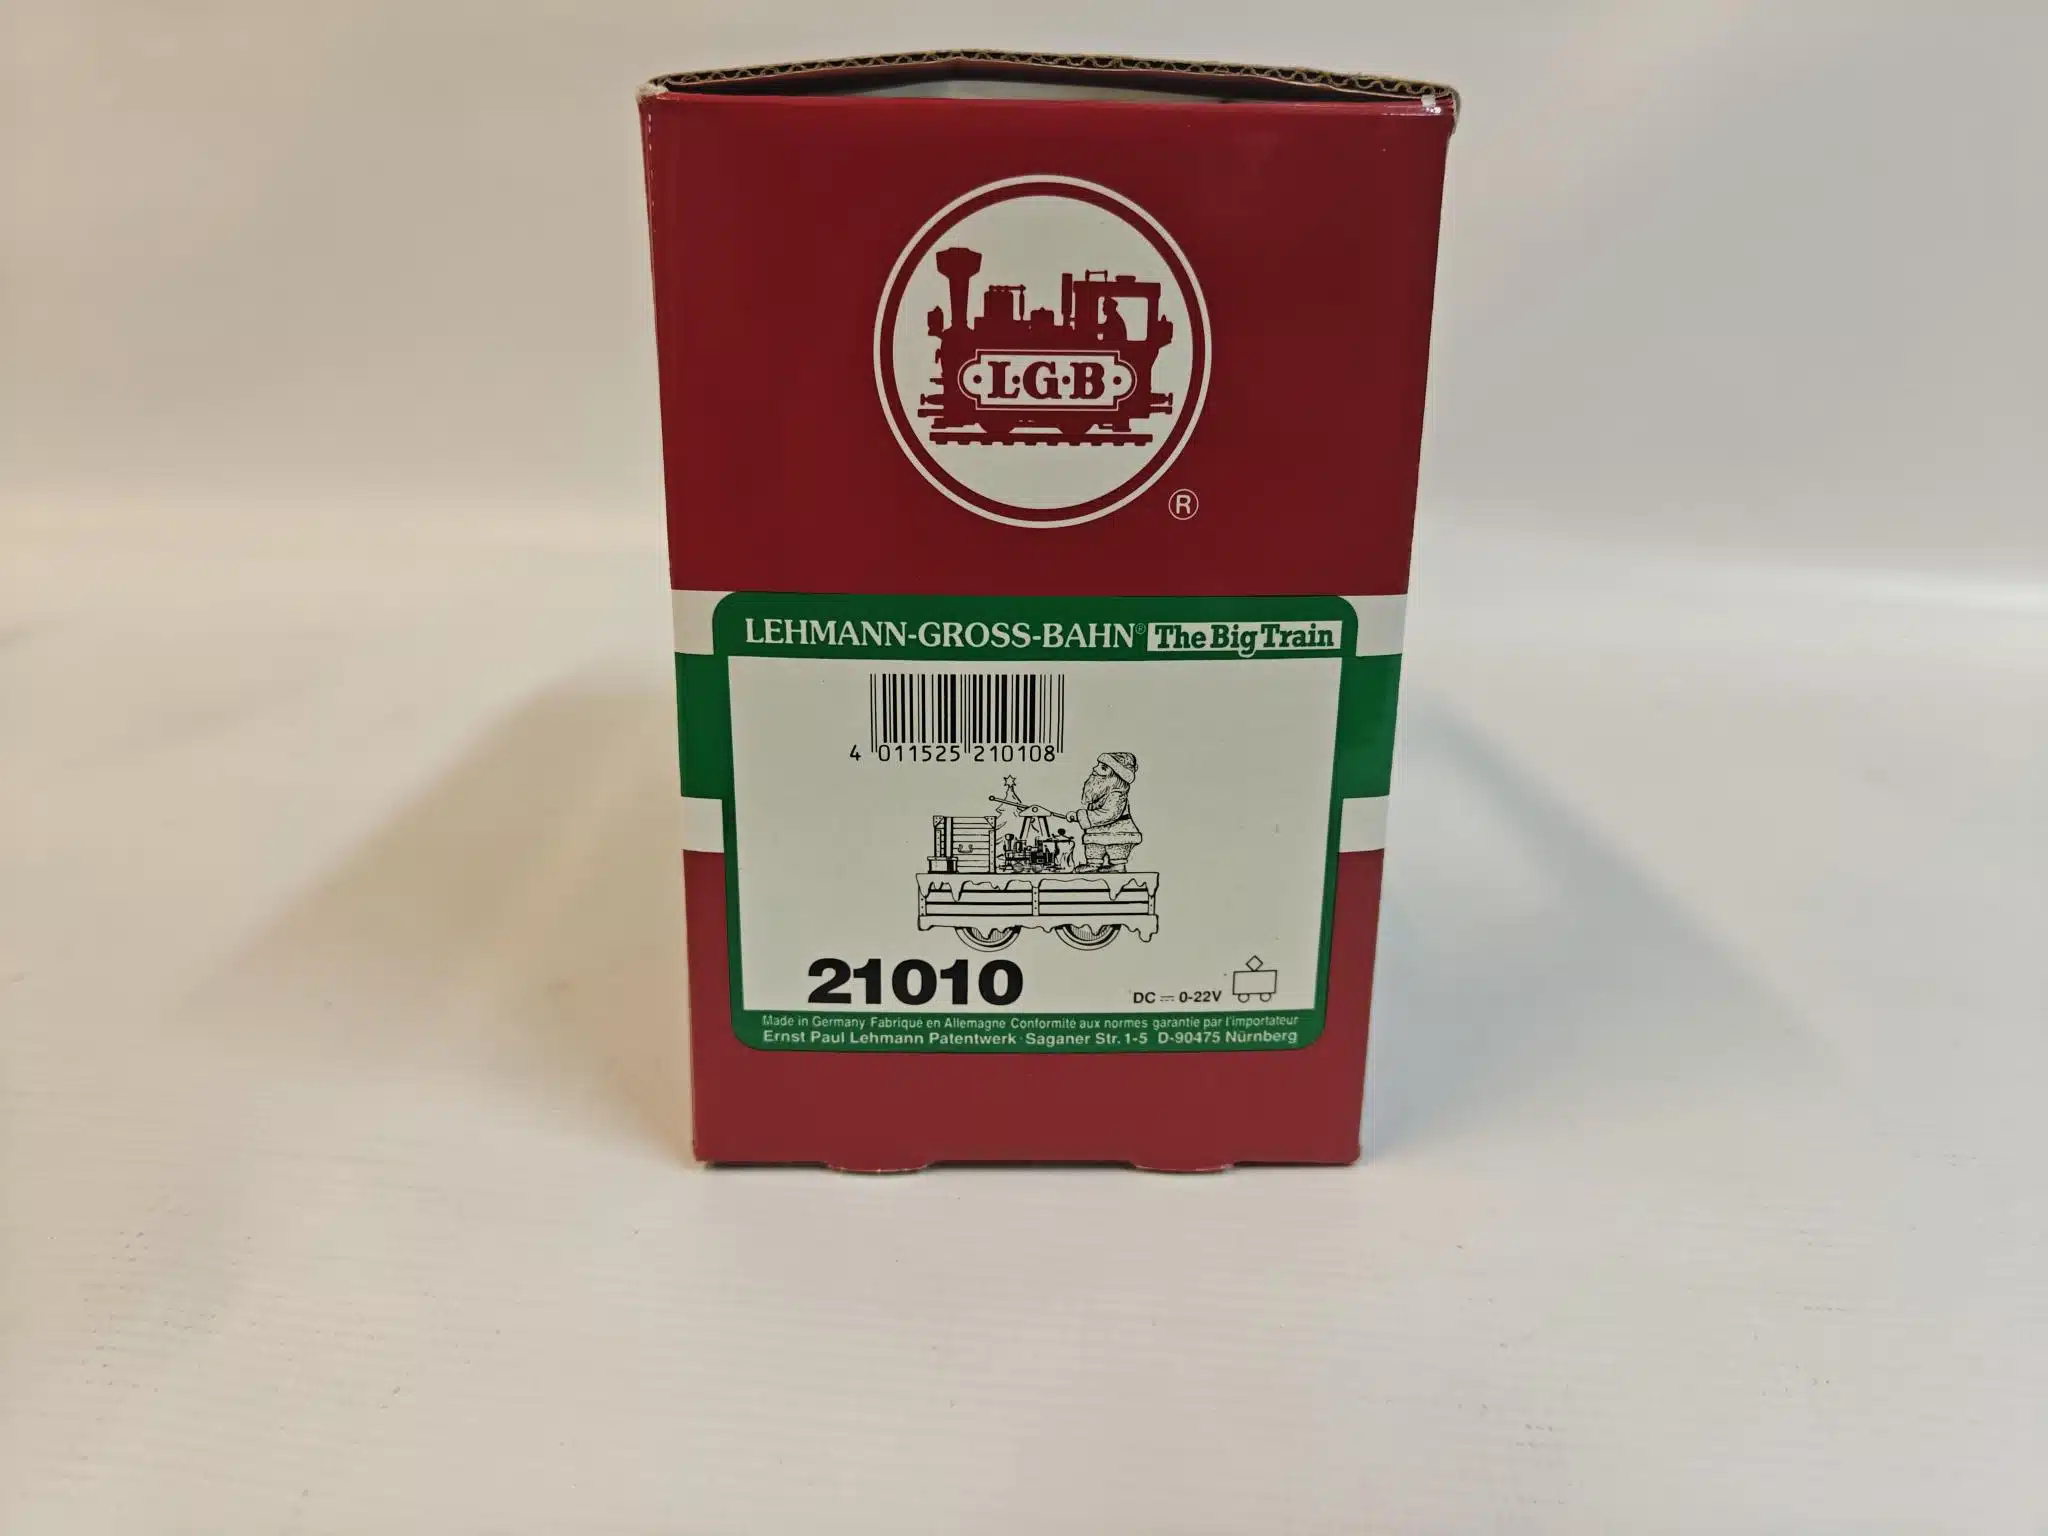 L·G·B
®
LEHMANN-GROSS-BAHN® The Big Train
4 011525 210108
21010
DC ⎓ 0-22V
Made in Germany Fabriqué en Allemagne Conformité aux normes garantie par l'importateur
Ernst Paul Lehmann Patentwerk · Saganer Str. 1-5 D-90475 Nürnberg